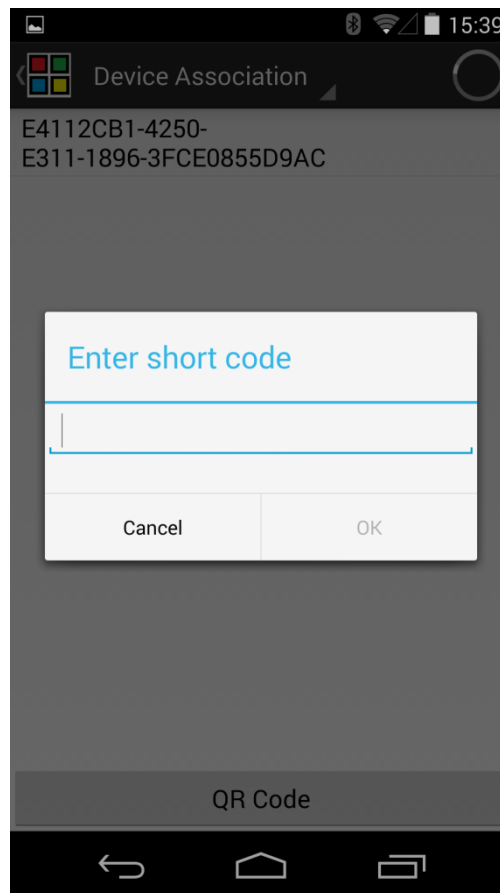 15:39
Device Association
E4112CB1-4250-
E311-1896-3FCE0855D9AC
Enter short code
Cancel
OK
QR Code